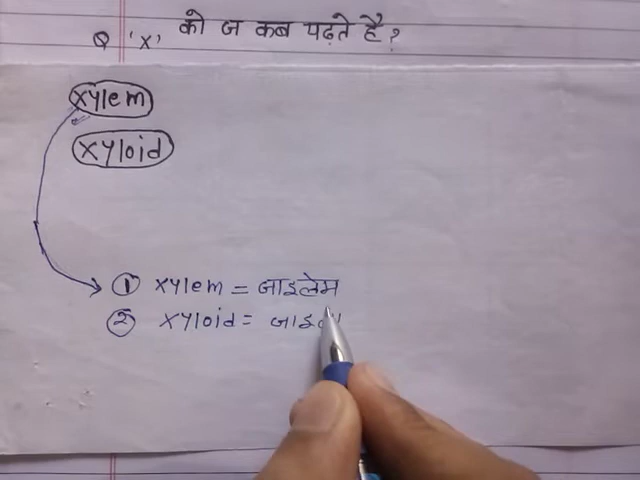 Q 'X' को ज कब पढ़ते है?
xylem
xyloid
① xylem = जाइलेम
② xyloid =